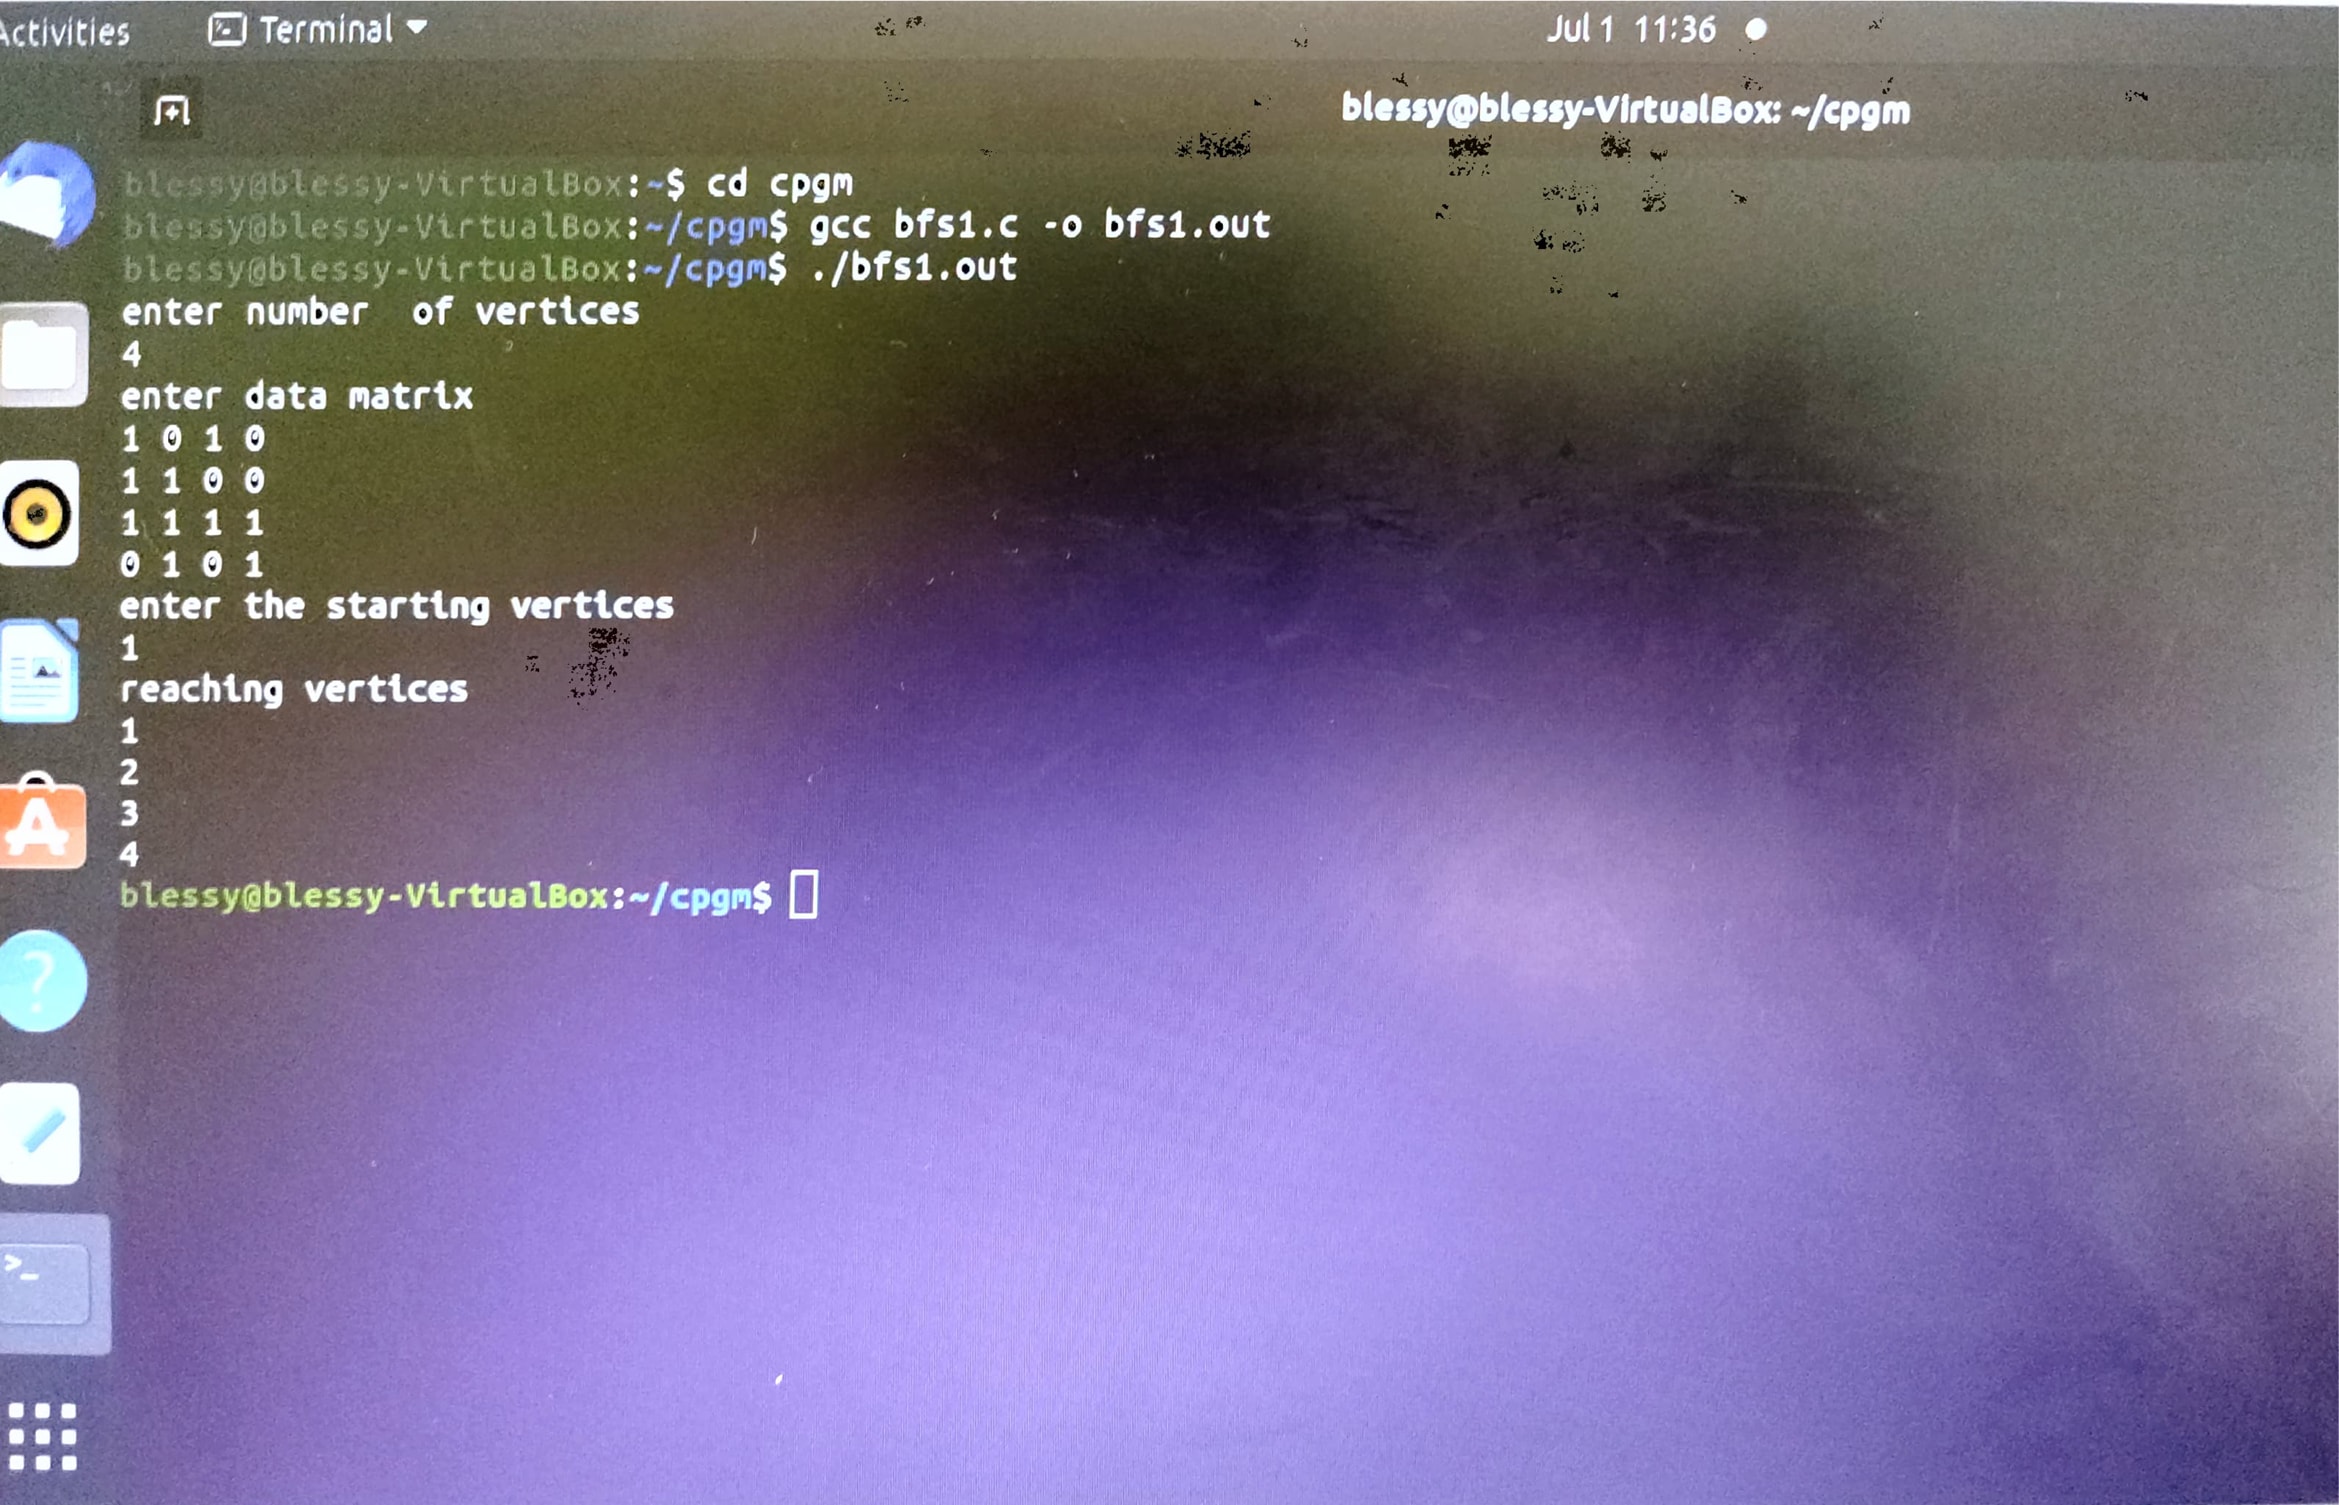 Activities
Terminal
Jul 1 11:36
blessy@blessy-VirtualBox: ~/cpgm
blessy@blessy-VirtualBox:~$ cd cpgm
blessy@blessy-VirtualBox:~/cpgm$ gcc bfs1.c -o bfs1.out
blessy@blessy-VirtualBox:~/cpgm$ ./bfs1.out
enter number  of vertices
4
enter data matrix
1 0 1 0
1 1 0 0
1 1 1 1
0 1 0 1
enter the starting vertices
1
reaching vertices
1
2
3
4
blessy@blessy-VirtualBox:~/cpgm$